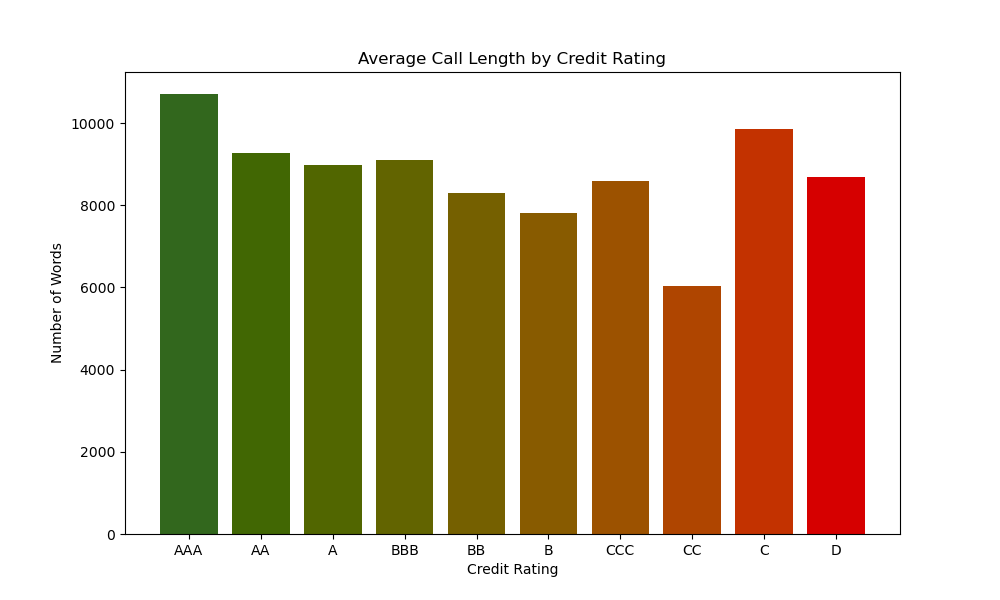 Average Call Length by Credit Rating
Number of Words
10000
8000
6000
4000
2000
0
AAA AA A BBB BB B CCC CC C D
Credit Rating